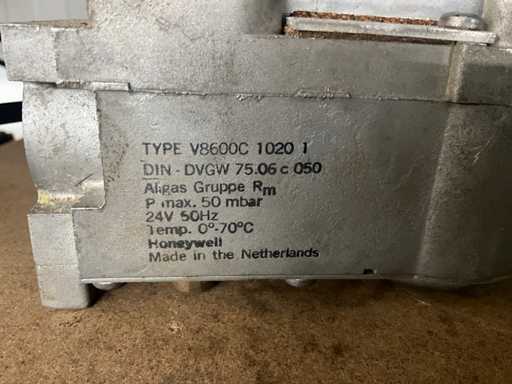 TYPE V8600C 1020 1
DIN - DVGW 75.06 c 050
Allgas Gruppe Rm
P max. 50 mbar
24V 50Hz
Temp. 0°-70°C
Honeywell
Made in the Netherlands